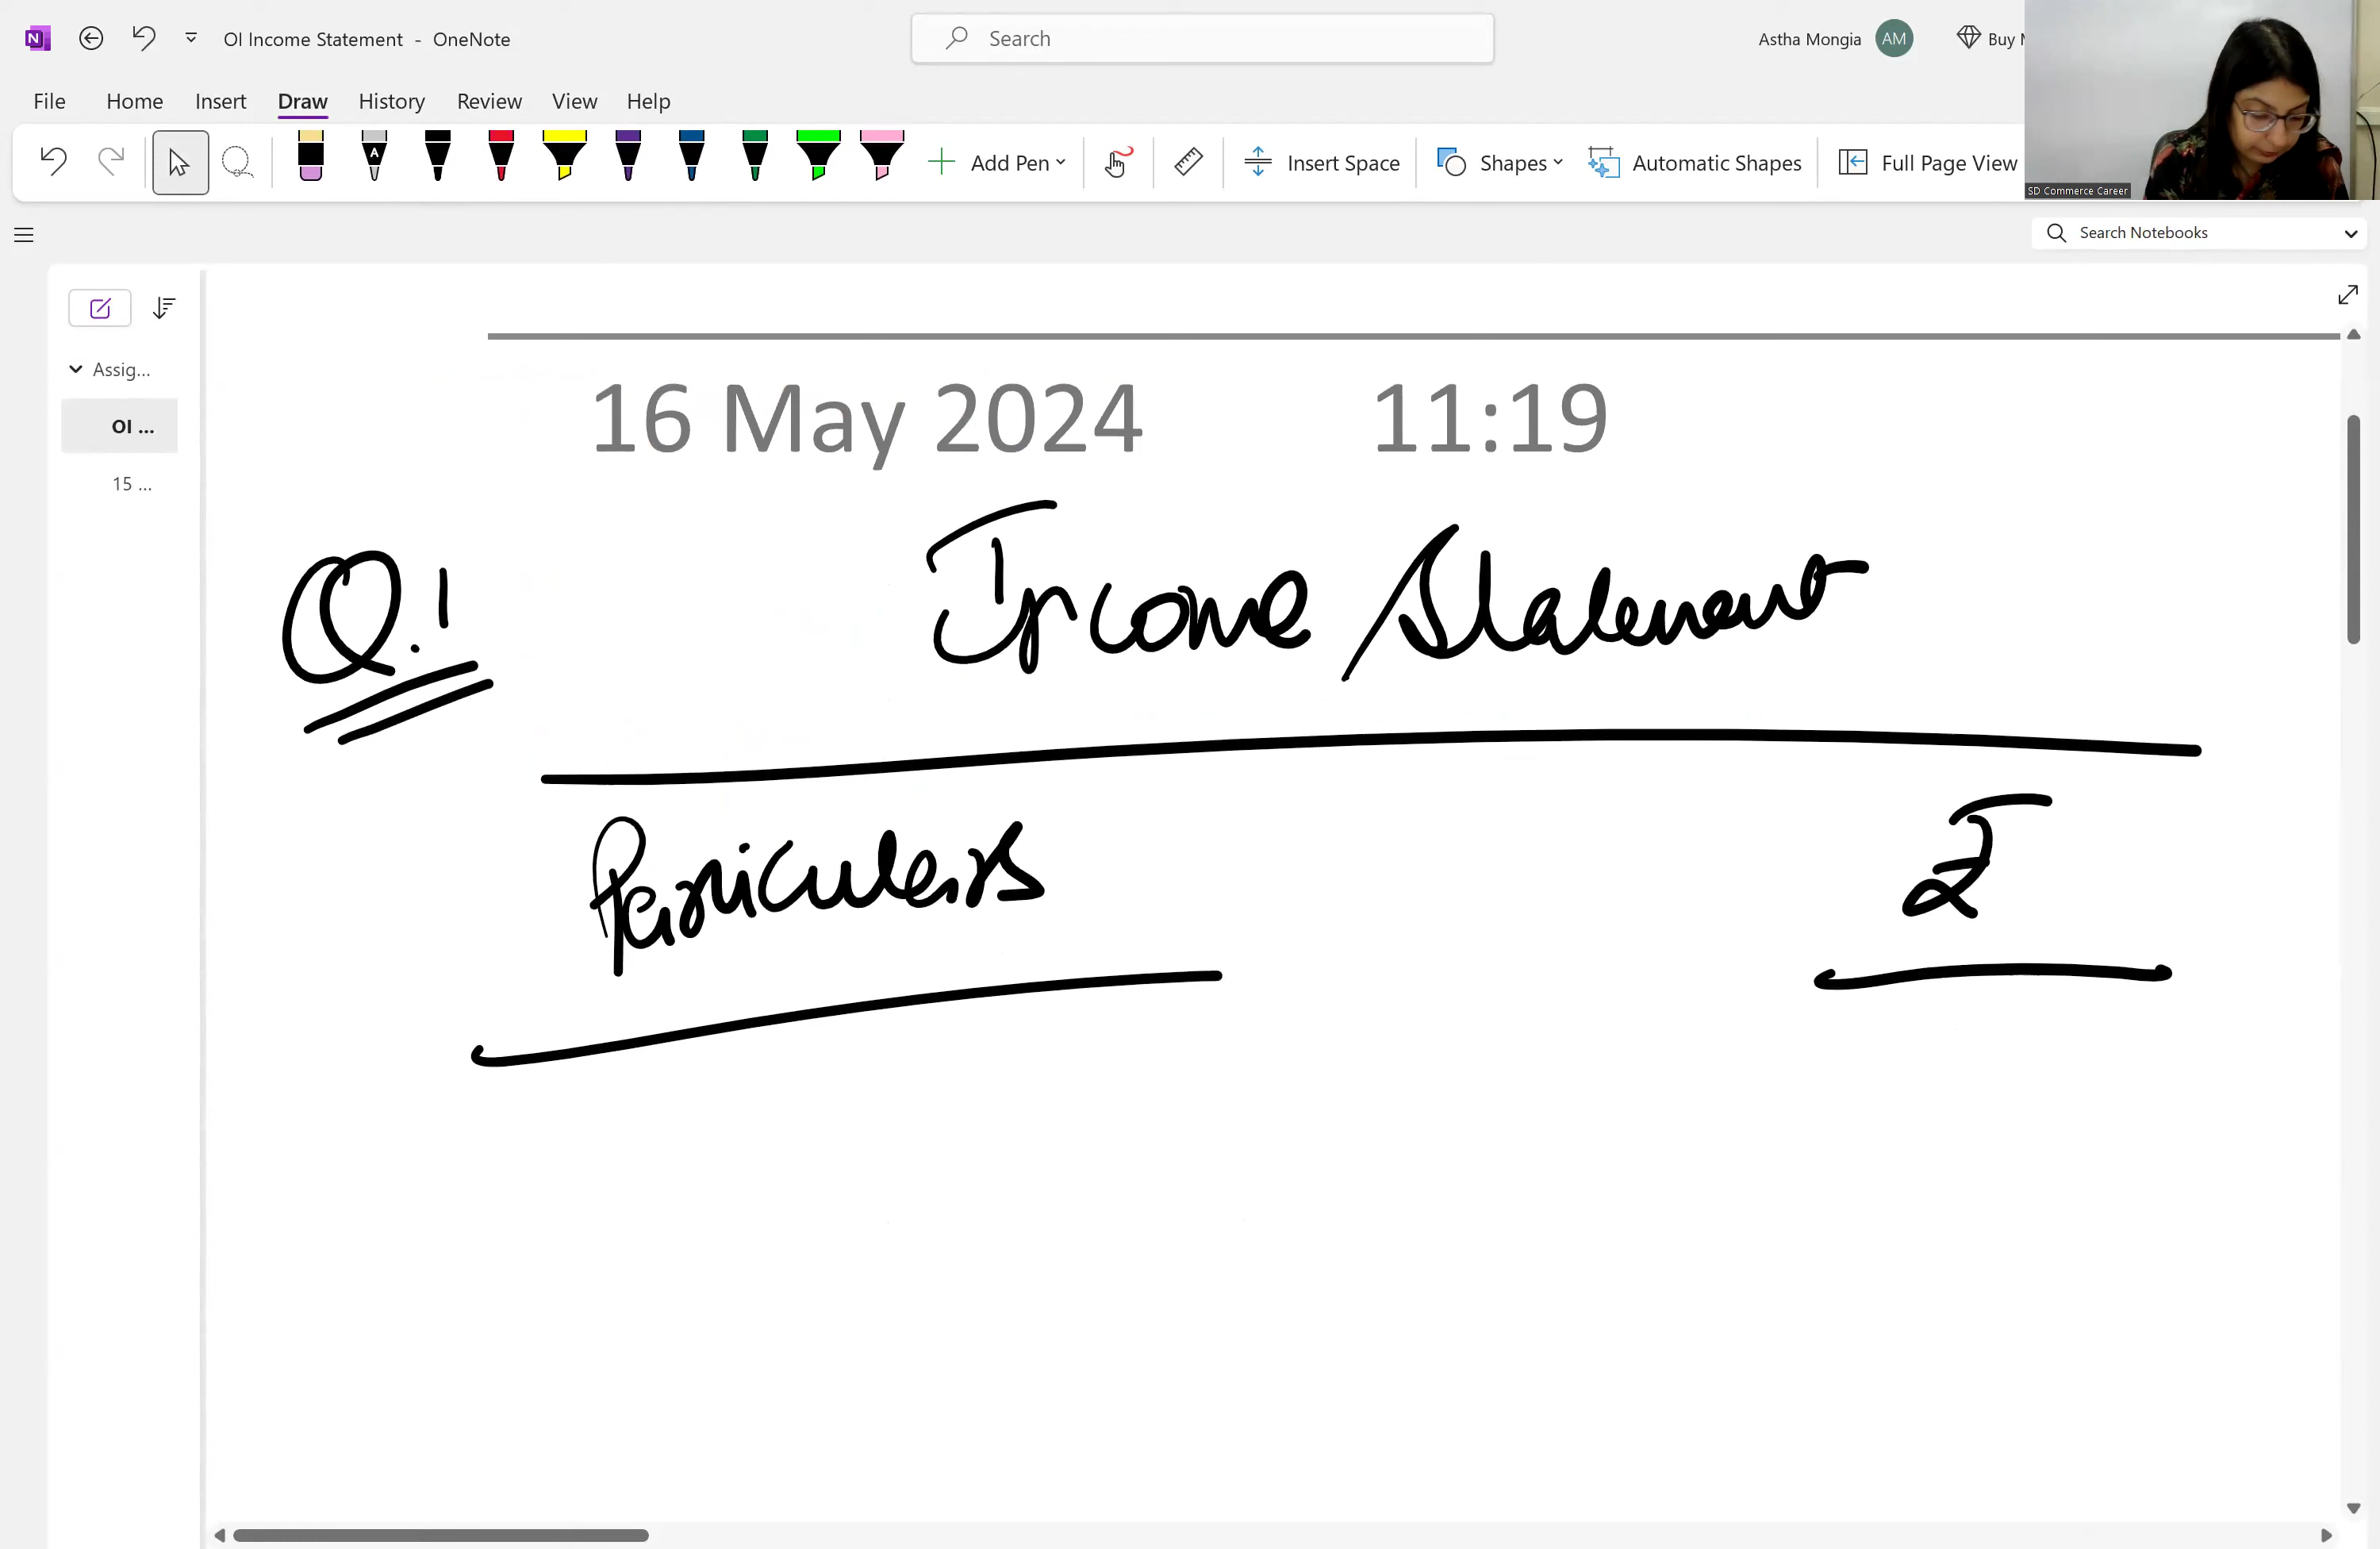 OI Income Statement - OneNote
Search
Astha Mongia AM
Buy
File Home Insert Draw History Review View Help
A
Add Pen
Insert Space
Shapes
Automatic Shapes
Full Page View
SD Commerce Career
Search Notebooks
Assig...
OI ...
15 ...
16 May 2024 11:19
Q.1 Income Statement
Particulars ₹